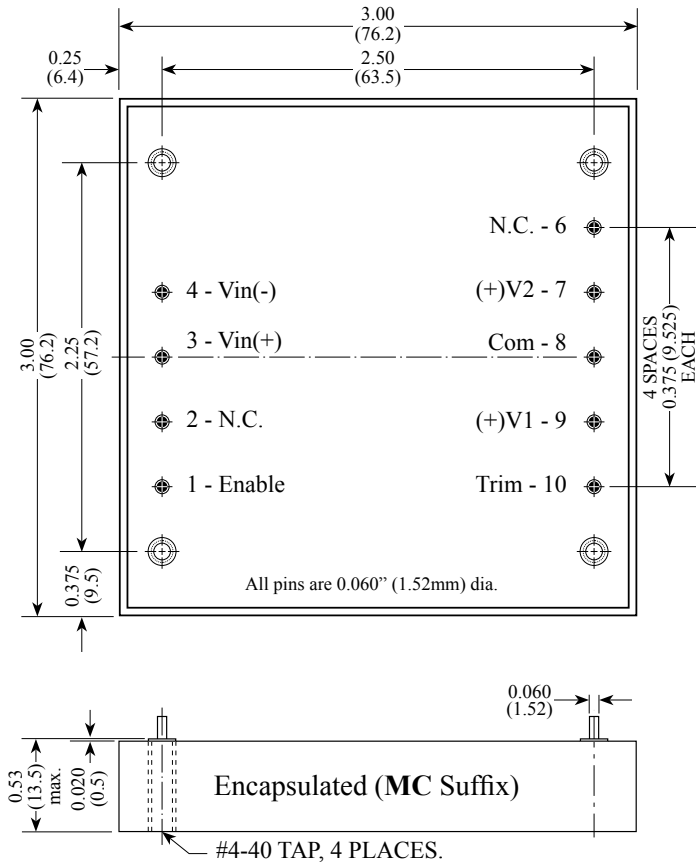 3.00
(76.2)
0.25
(6.4)
2.50
(63.5)
N.C. - 6
4 - Vin(-)
(+)V2 - 7
3 - Vin(+)
Com - 8
2 - N.C.
(+)V1 - 9
1 - Enable
Trim - 10
3.00
(76.2)
2.25
(57.2)
4 SPACES
0.375 (9.525)
EACH
0.375
(9.5)
All pins are 0.060” (1.52mm) dia.
0.060
(1.52)
0.53
(13.5)
max.
0.020
(0.5)
Encapsulated (MC Suffix)
#4-40 TAP, 4 PLACES.